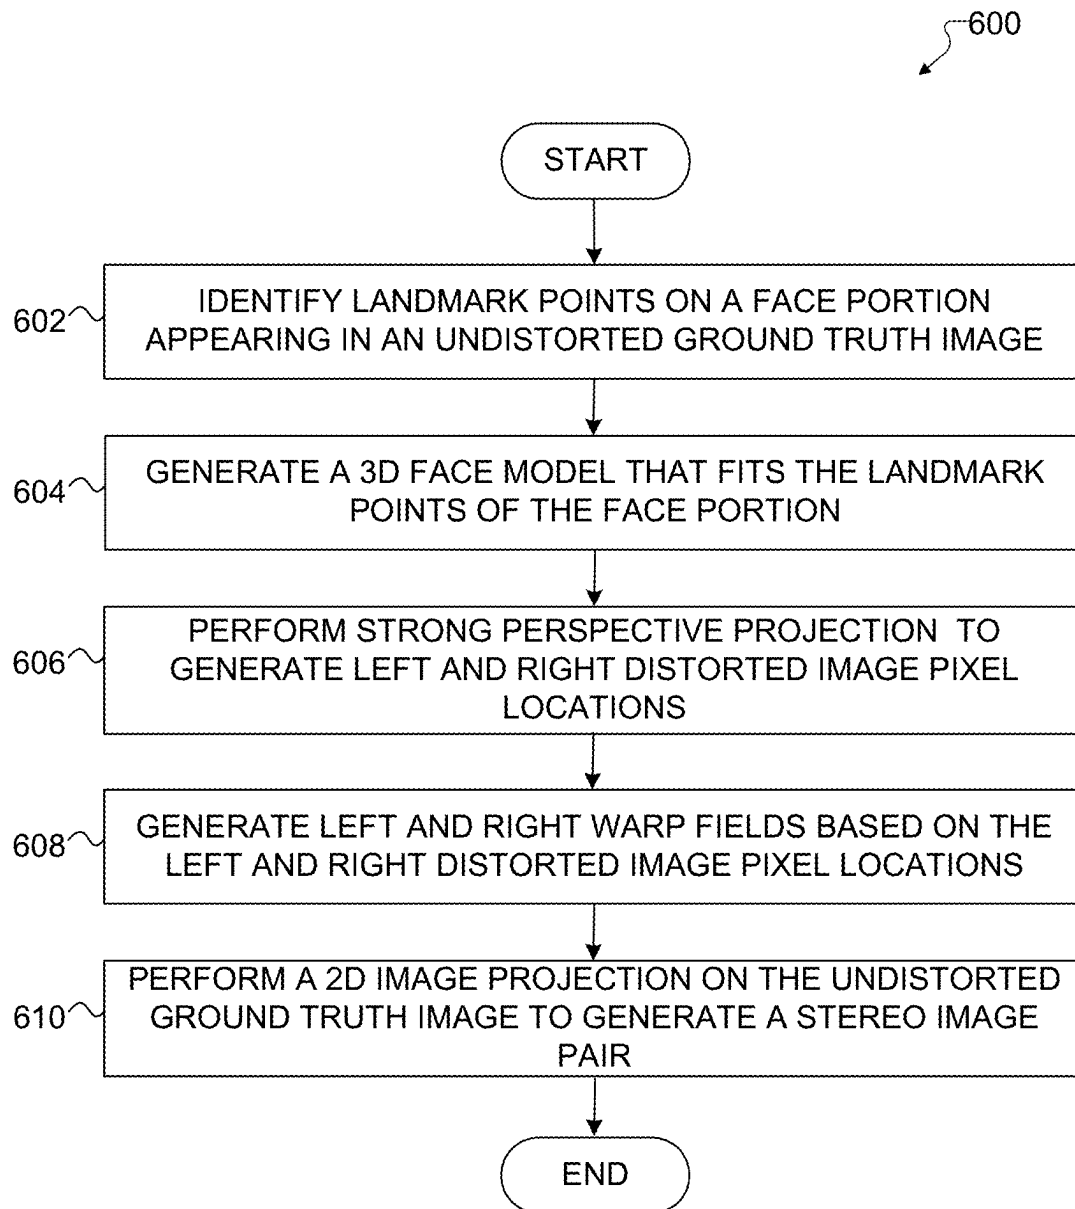 600
START
602
IDENTIFY LANDMARK POINTS ON A FACE PORTION
APPEARING IN AN UNDISTORTED GROUND TRUTH IMAGE
604
GENERATE A 3D FACE MODEL THAT FITS THE LANDMARK
POINTS OF THE FACE PORTION
606
PERFORM STRONG PERSPECTIVE PROJECTION TO
GENERATE LEFT AND RIGHT DISTORTED IMAGE PIXEL
LOCATIONS
608
GENERATE LEFT AND RIGHT WARP FIELDS BASED ON THE
LEFT AND RIGHT DISTORTED IMAGE PIXEL LOCATIONS
610
PERFORM A 2D IMAGE PROJECTION ON THE UNDISTORTED
GROUND TRUTH IMAGE TO GENERATE A STEREO IMAGE
PAIR
END